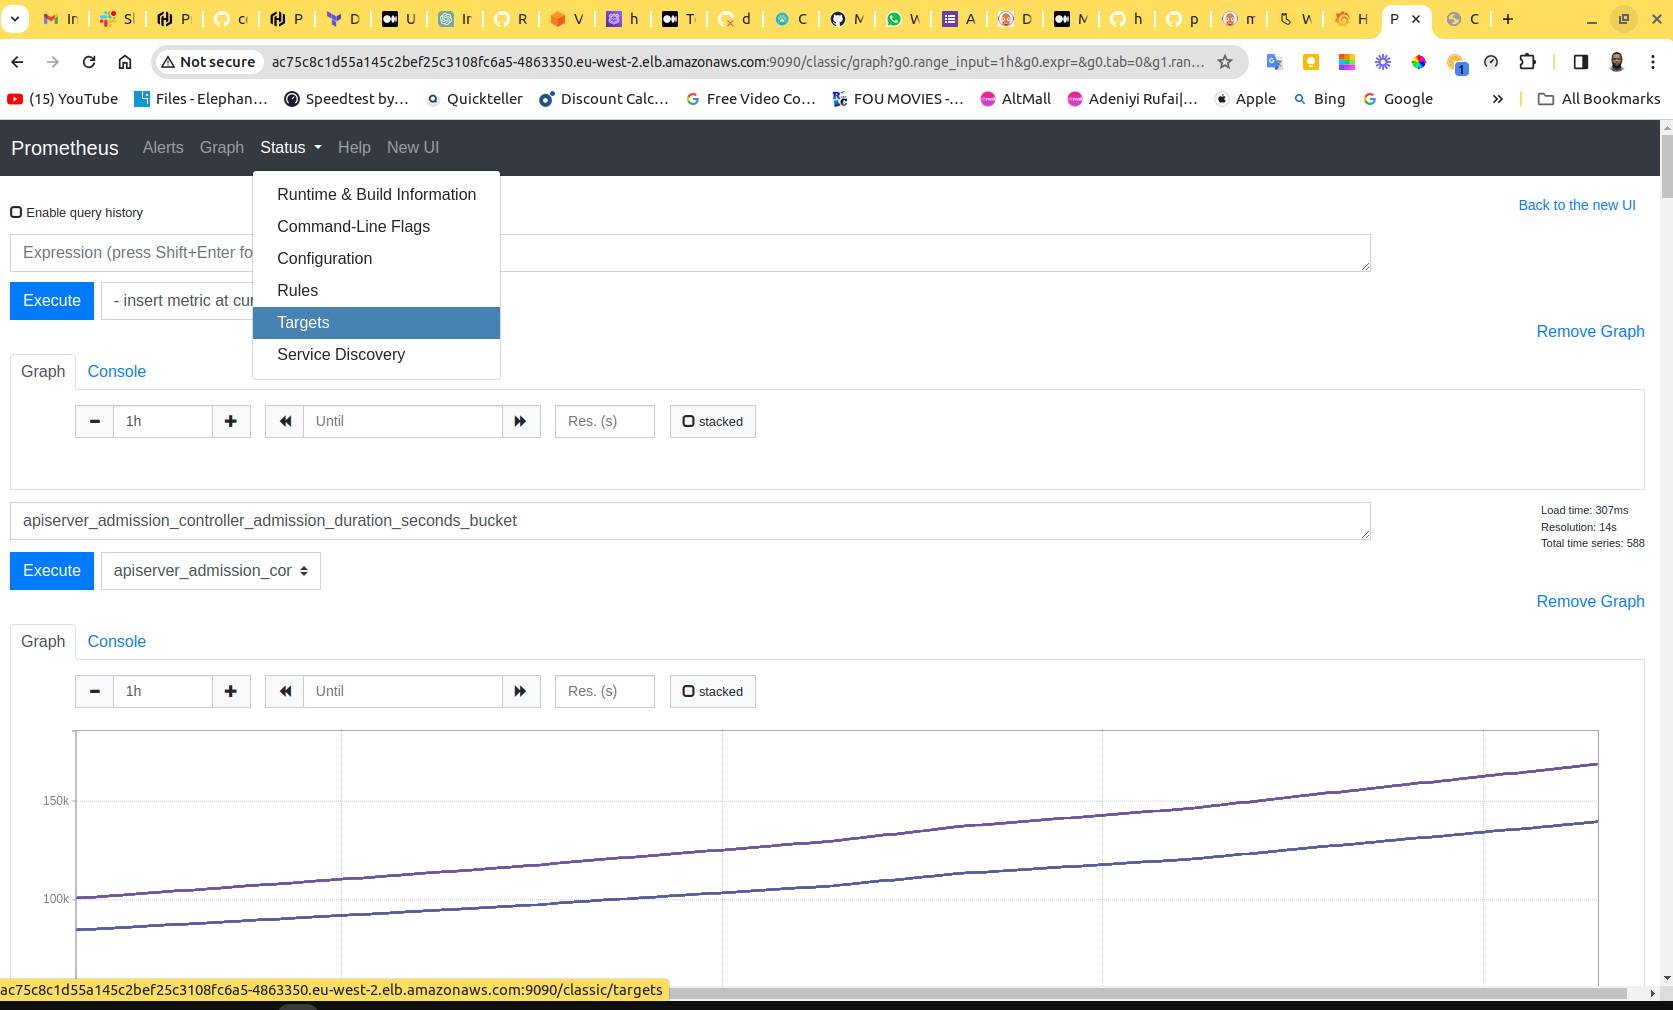 In
Sl
Pr
co
P
D
U
In
R
V
h
To
d
C
M
W
A
D
M
h
p
m
W
H
P
C
Not secure
ac75c8c1d55a145c2bef25c3108fc6a5-4863350.eu-west-2.elb.amazonaws.com:9090/classic/graph?g0.range_input=1h&g0.expr=&g0.tab=0&g1.ran...
1
(15) YouTube
Files - Elephan...
Speedtest by...
Quickteller
Discount Calc...
Free Video Co...
FOU MOVIES -...
AltMall
Adeniyi Rufai|...
Apple
Bing
Google
All Bookmarks
Prometheus
Alerts
Graph
Status
Help
New UI
Runtime & Build Information
Command-Line Flags
Configuration
Rules
Targets
Service Discovery
Enable query history
Back to the new UI
Expression (press Shift+Enter fo
Execute
- insert metric at cur
Remove Graph
Graph
Console
1h
Until
Res. (s)
stacked
apiserver_admission_controller_admission_duration_seconds_bucket
Load time: 307ms
Resolution: 14s
Total time series: 588
Execute
apiserver_admission_cor
Remove Graph
Graph
Console
1h
Until
Res. (s)
stacked
150k
100k
ac75c8c1d55a145c2bef25c3108fc6a5-4863350.eu-west-2.elb.amazonaws.com:9090/classic/targets